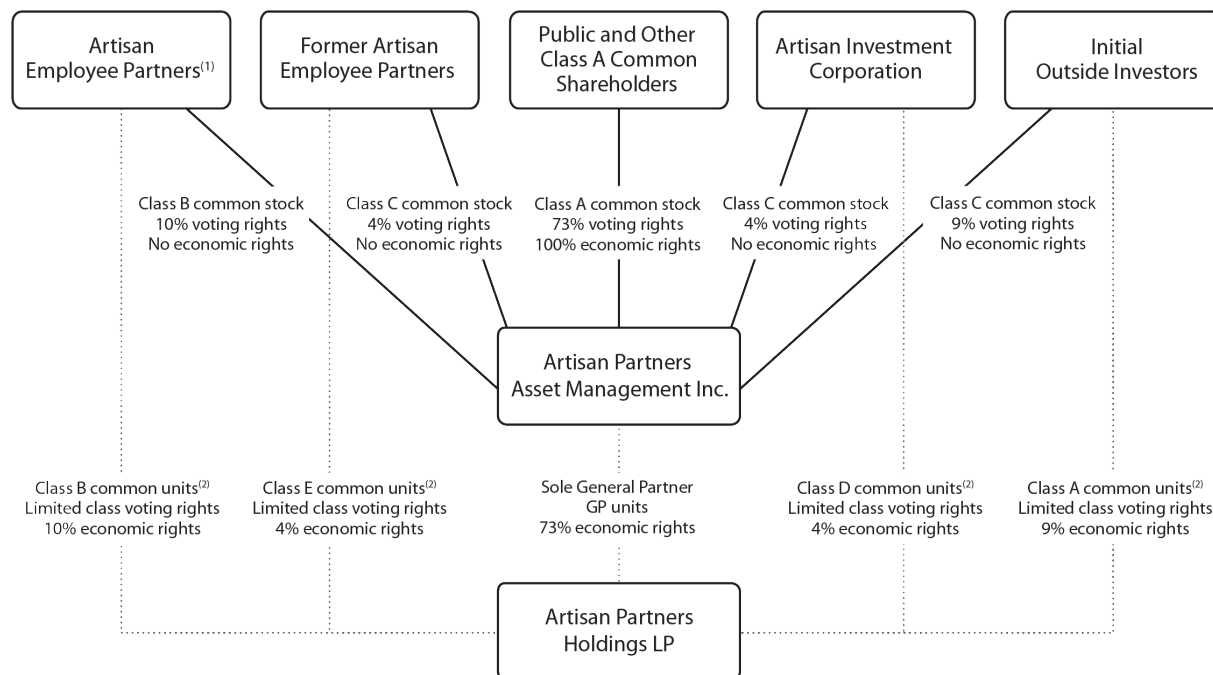 Artisan
Employee Partners(1)
Former Artisan
Employee Partners
Public and Other
Class A Common
Shareholders
Artisan Investment
Corporation
Initial
Outside Investors
Class B common stock
10% voting rights
No economic rights
Class C common stock
4% voting rights
No economic rights
Class A common stock
73% voting rights
100% economic rights
Class C common stock
4% voting rights
No economic rights
Class C common stock
9% voting rights
No economic rights
Artisan Partners
Asset Management Inc.
Class B common units(2)
Limited class voting rights
10% economic rights
Class E common units(2)
Limited class voting rights
4% economic rights
Sole General Partner
GP units
73% economic rights
Class D common units(2)
Limited class voting rights
4% economic rights
Class A common units(2)
Limited class voting rights
9% economic rights
Artisan Partners
Holdings LP